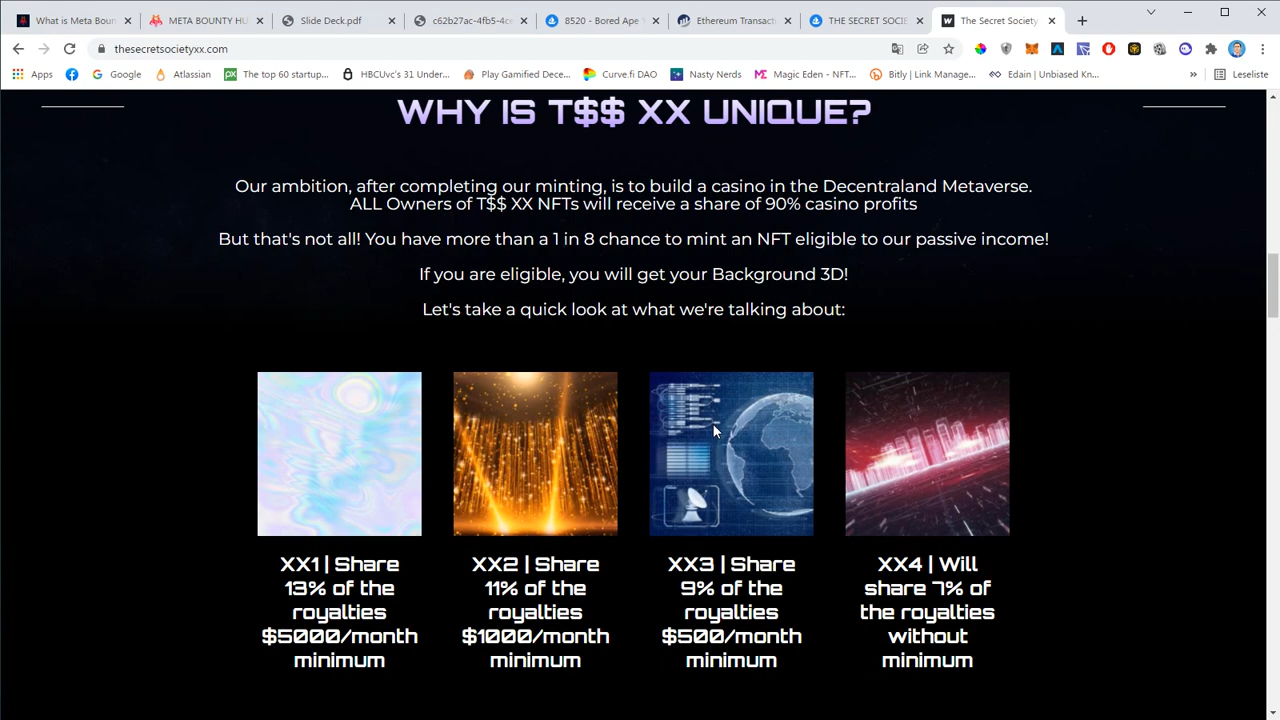 What is Meta Boun
META BOUNTY HU
Slide Deck.pdf
c62b27ac-4fb5-4ce
8520 - Bored Ape Y
Ethereum Transact
THE SECRET SOCIE
The Secret Society
thesecretsocietyxx.com
Apps
Google
Atlassian
The top 60 startup...
HBCUvc's 31 Under...
Play Gamified Dece...
Curve.fi DAO
Nasty Nerds
Magic Eden - NFT...
Bitly | Link Manage...
Edain | Unbiased Kn...
»
Leseliste
WHY IS T$$ XX UNIQUE?
Our ambition, after completing our minting, is to build a casino in the Decentraland Metaverse.
ALL Owners of T$$ XX NFTs will receive a share of 90% casino profits
But that's not all! You have more than a 1 in 8 chance to mint an NFT eligible to our passive income!
If you are eligible, you will get your Background 3D!
Let's take a quick look at what we're talking about:
XX1 | Share
13% of the
royalties
$5000/month
minimum
XX2 | Share
11% of the
royalties
$1000/month
minimum
XX3 | Share
9% of the
royalties
$500/month
minimum
XX4 | Will
share 7% of
the royalties
without
minimum